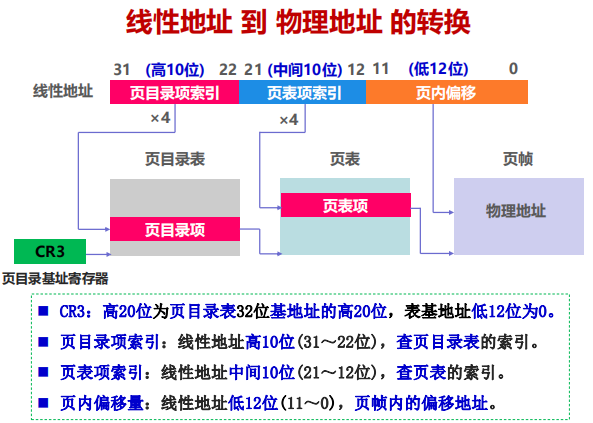 线性地址 到 物理地址 的转换
31 (高10位) 22 21 (中间10位) 12 11 (低12位) 0
线性地址 页目录项索引 页表项索引 页内偏移
×4 ×4
页目录表 页表 页帧
页表项 物理地址
页目录项
CR3
页目录基址寄存器
■ CR3：高20位为页目录表32位基地址的高20位，表基地址低12位为0。
■ 页目录项索引：线性地址高10位(31～22位)，查页目录表的索引。
■ 页表项索引：线性地址中间10位(21～12位)，查页表的索引。
■ 页内偏移量：线性地址低12位(11～0)，页帧内的偏移地址。